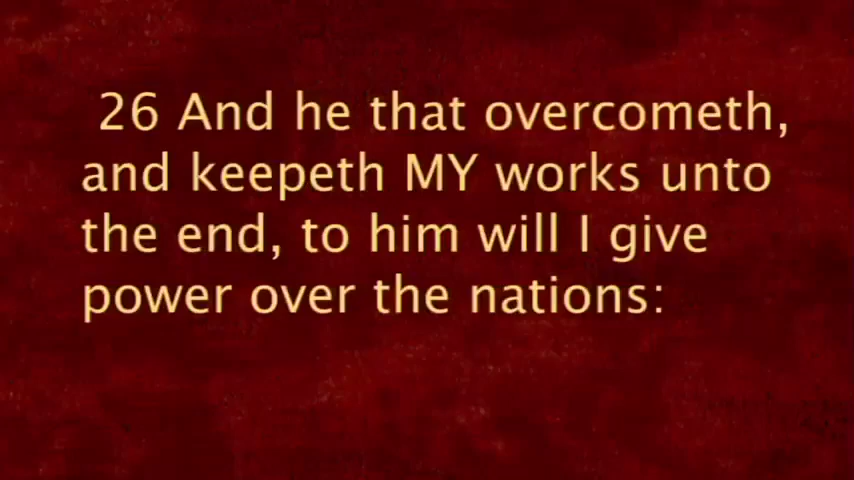 26 And he that overcometh,
and keepeth MY works unto
the end, to him will I give
power over the nations: